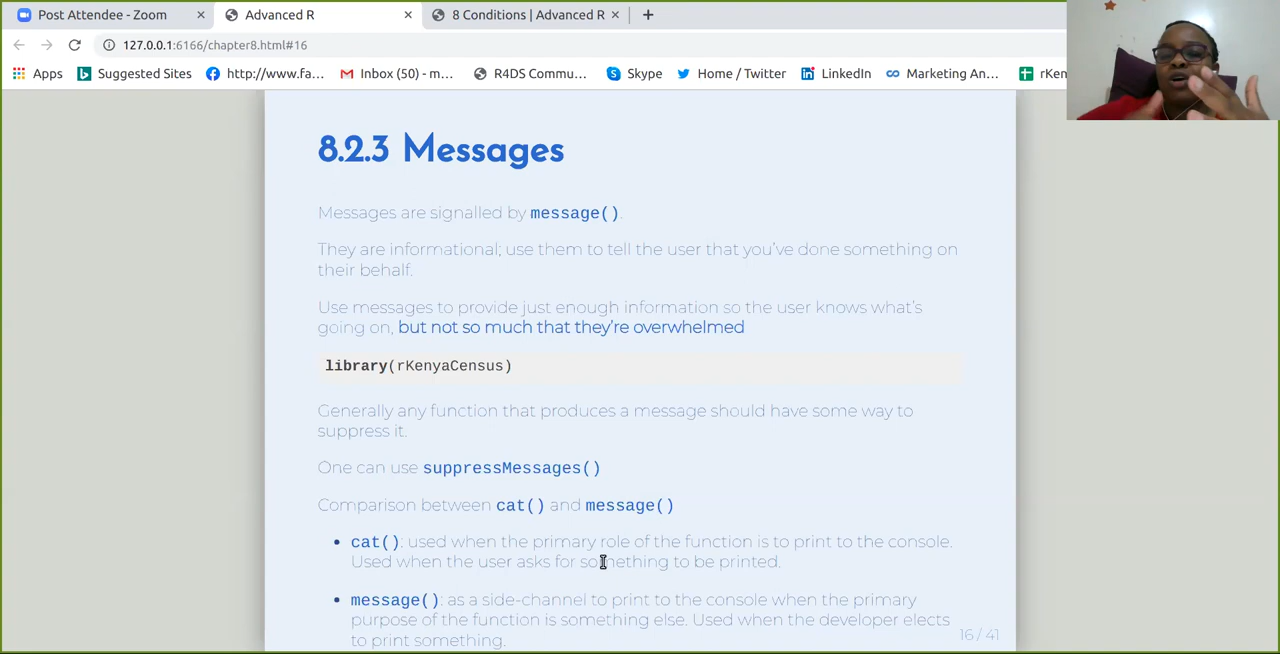 Post Attendee - Zoom
Advanced R
8 Conditions | Advanced R
127.0.0.1:6166/chapter8.html#16
Apps
Suggested Sites
http://www.fa...
Inbox (50) - m...
R4DS Commu...
Skype
Home / Twitter
LinkedIn
Marketing An...
rKen
8.2.3 Messages
Messages are signalled by message().
They are informational; use them to tell the user that you've done something on
their behalf.
Use messages to provide just enough information so the user knows what's
going on, but not so much that they're overwhelmed
library(rKenyaCensus)
Generally any function that produces a message should have some way to
suppress it.
One can use suppressMessages()
Comparison between cat() and message()
• cat(): used when the primary role of the function is to print to the console.
Used when the user asks for something to be printed.
• message(): as a side-channel to print to the console when the primary
purpose of the function is something else. Used when the developer elects
to print something.
16 / 41